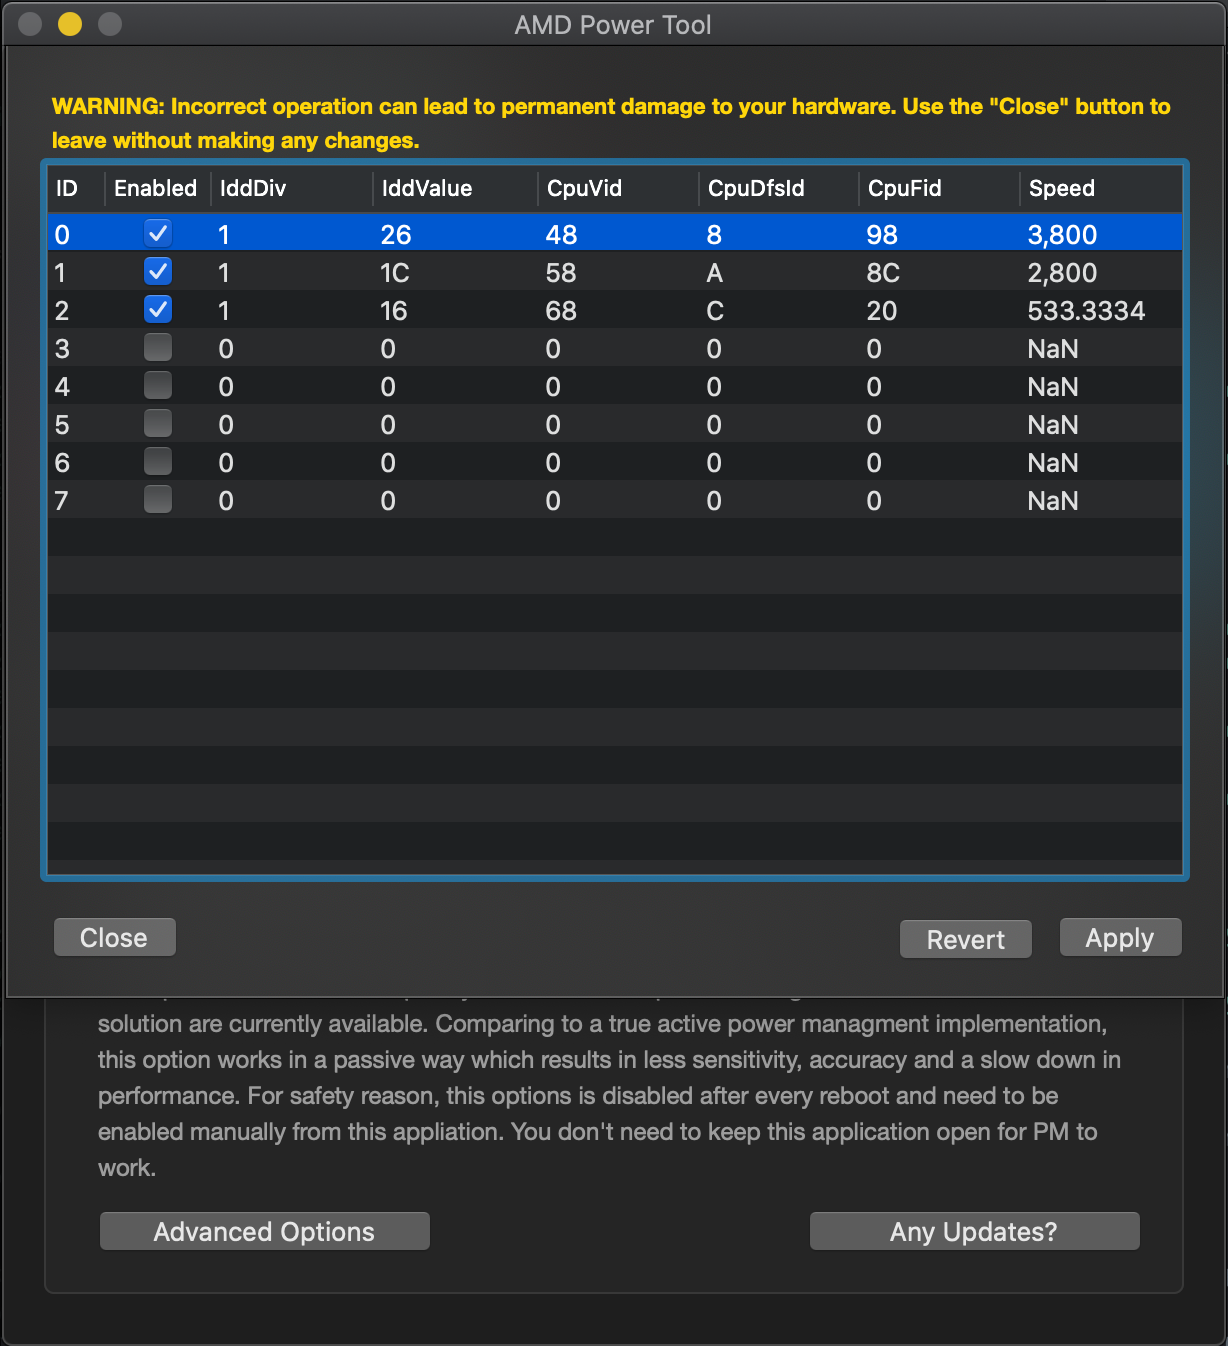 AMD Power Tool
WARNING: Incorrect operation can lead to permanent damage to your hardware. Use the "Close" button to
leave without making any changes.
ID Enabled IddDiv IddValue CpuVid CpuDfsId CpuFid Speed
0 1 26 48 8 98 3,800
1 1 1C 58 A 8C 2,800
2 1 16 68 C 20 533.3334
3 0 0 0 0 0 NaN
4 0 0 0 0 0 NaN
5 0 0 0 0 0 NaN
6 0 0 0 0 0 NaN
7 0 0 0 0 0 NaN
Close Revert Apply
solution are currently available. Comparing to a true active power managment implementation,
this option works in a passive way which results in less sensitivity, accuracy and a slow down in
performance. For safety reason, this options is disabled after every reboot and need to be
enabled manually from this appliation. You don't need to keep this application open for PM to
work.
Advanced Options Any Updates?